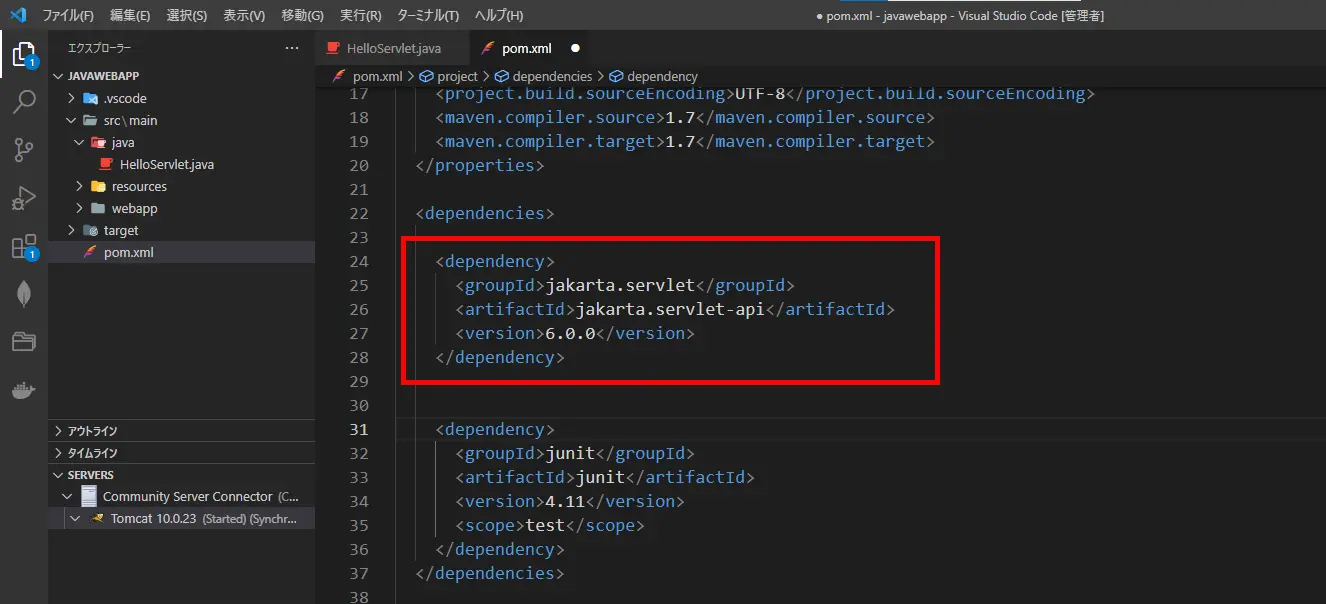 ファイル(F) 編集(E) 選択(S) 表示(V) 移動(G) 実行(R) ターミナル(T) ヘルプ(H) ● pom.xml - javawebapp - Visual Studio Code [管理者]
エクスプローラー ...
JAVAWEBAPP
.vscode
src\main
java
HelloServlet.java
resources
webapp
target
pom.xml
アウトライン
タイムライン
SERVERS
Community Server Connector (C...
Tomcat 10.0.23 (Started) (Synchr...
1
1
HelloServlet.java pom.xml ●
pom.xml > project > dependencies > dependency
17 <project.build.sourceEncoding>UTF-8</project.build.sourceEncoding>
18 <maven.compiler.source>1.7</maven.compiler.source>
19 <maven.compiler.target>1.7</maven.compiler.target>
20 </properties>
21
22 <dependencies>
23
24 <dependency>
25 <groupId>jakarta.servlet</groupId>
26 <artifactId>jakarta.servlet-api</artifactId>
27 <version>6.0.0</version>
28 </dependency>
29
30
31 <dependency>
32 <groupId>junit</groupId>
33 <artifactId>junit</artifactId>
34 <version>4.11</version>
35 <scope>test</scope>
36 </dependency>
37 </dependencies>
38